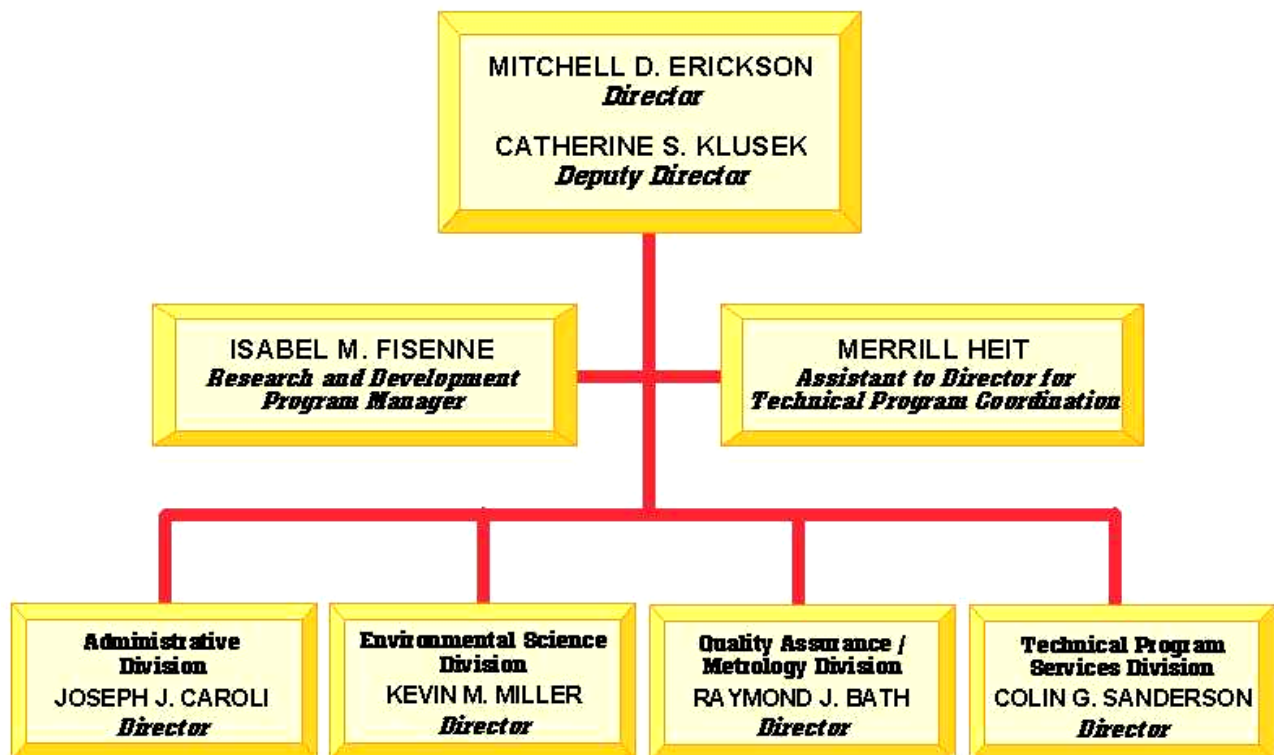 MITCHELL D. ERICKSON
Director
CATHERINE S. KLUSEK
Deputy Director
ISABEL M. FISENNE
Research and Development
Program Manager
MERRILL HEIT
Assistant to Director for
Technical Program Coordination
Administrative
Division
JOSEPH J. CAROLI
Director
Environmental Science
Division
KEVIN M. MILLER
Director
Quality Assurance /
Metrology Division
RAYMOND J. BATH
Director
Technical Program
Services Division
COLIN G. SANDERSON
Director